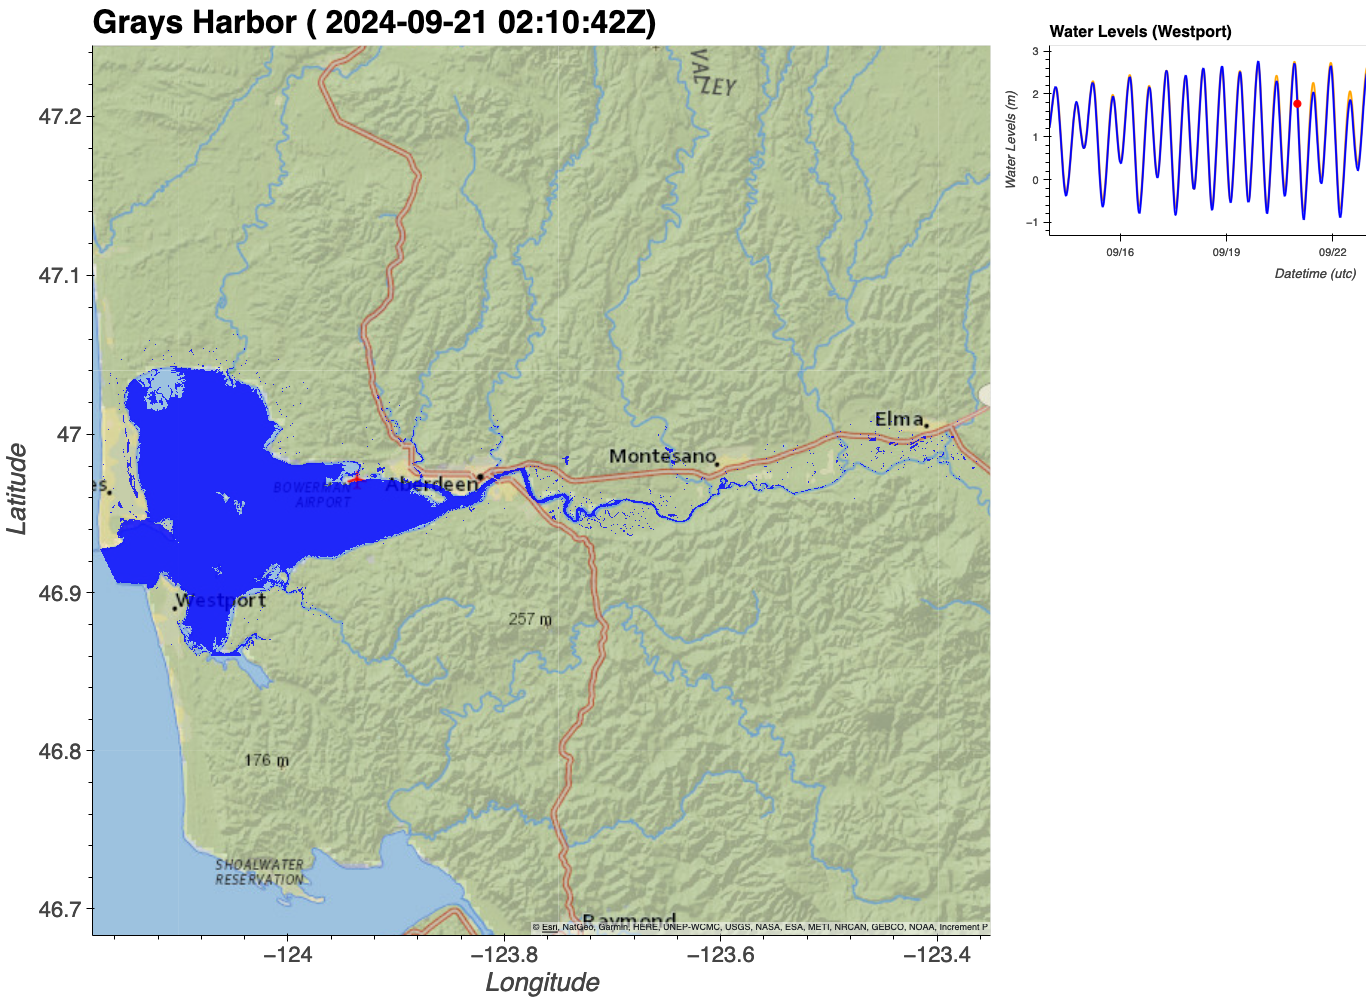 Grays Harbor ( 2024-09-21 02:10:42Z)
Water Levels (Westport)
3
2
1
0
−1
Water Levels (m)
09/16
09/19
09/22
Datetime (utc)
VALLEY
47.2
47.1
47
46.9
46.8
46.7
Latitude
Elma
Montesano
es
Aberdeen
BOWERMAN
AIRPORT
Westport
257 m
176 m
SHOALWATER
RESERVATION
Raymond
© Esri, NatGeo, Garmin, HERE, UNEP-WCMC, USGS, NASA, ESA, METI, NRCAN, GEBCO, NOAA, Increment P
−124
−123.8
−123.6
−123.4
Longitude